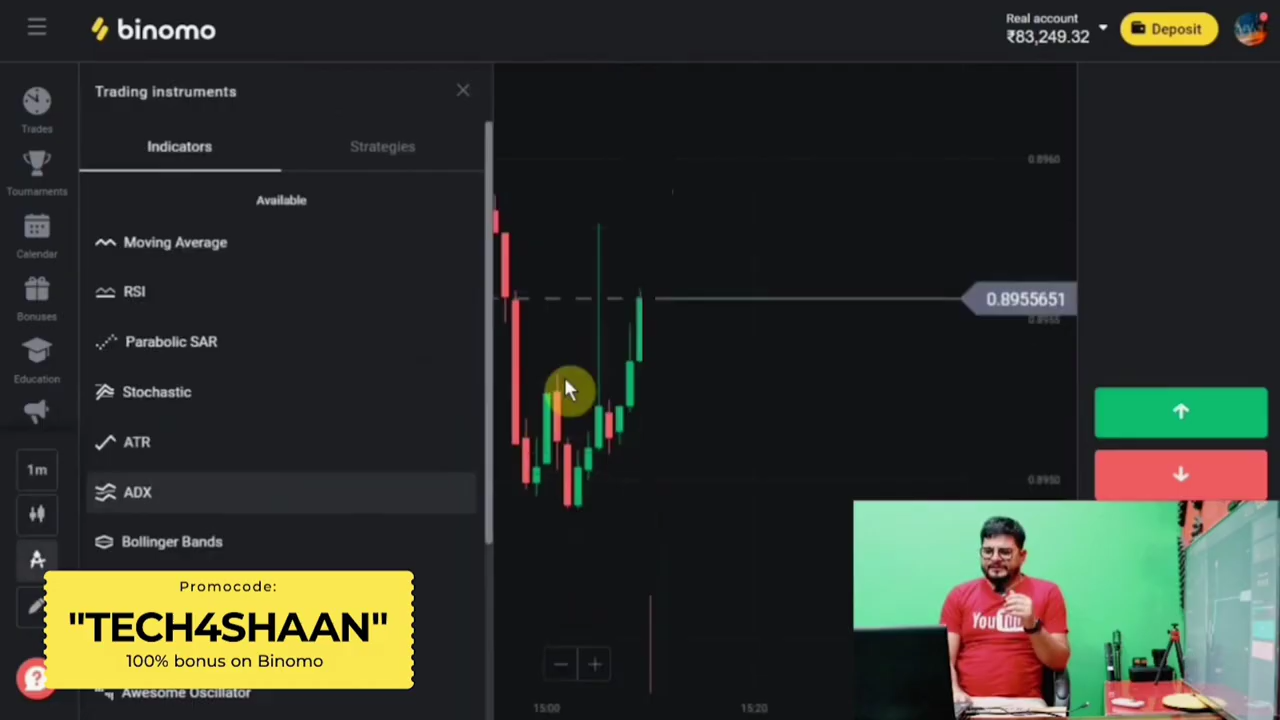 binomo
Real account
₹83,249.32
Deposit
Trading instruments
Indicators
Strategies
Available
Moving Average
RSI
Parabolic SAR
Stochastic
ATR
ADX
Bollinger Bands
Awesome Oscillator
Trades
Tournaments
Calendar
Bonuses
Education
1m
0.8960
0.8955651
0.8955
0.8950
15:00
15:20
Promocode:
"TECH4SHAAN"
100% bonus on Binomo
?